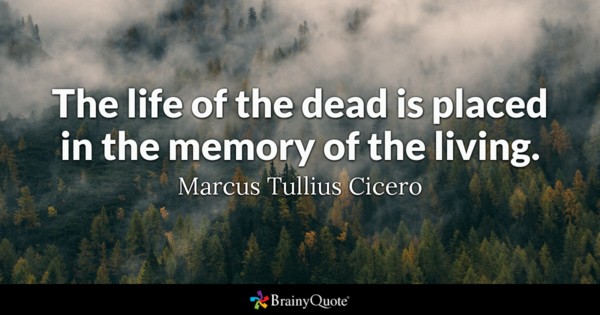 The life of the dead is placed
in the memory of the living.
Marcus Tullius Cicero
BrainyQuote®